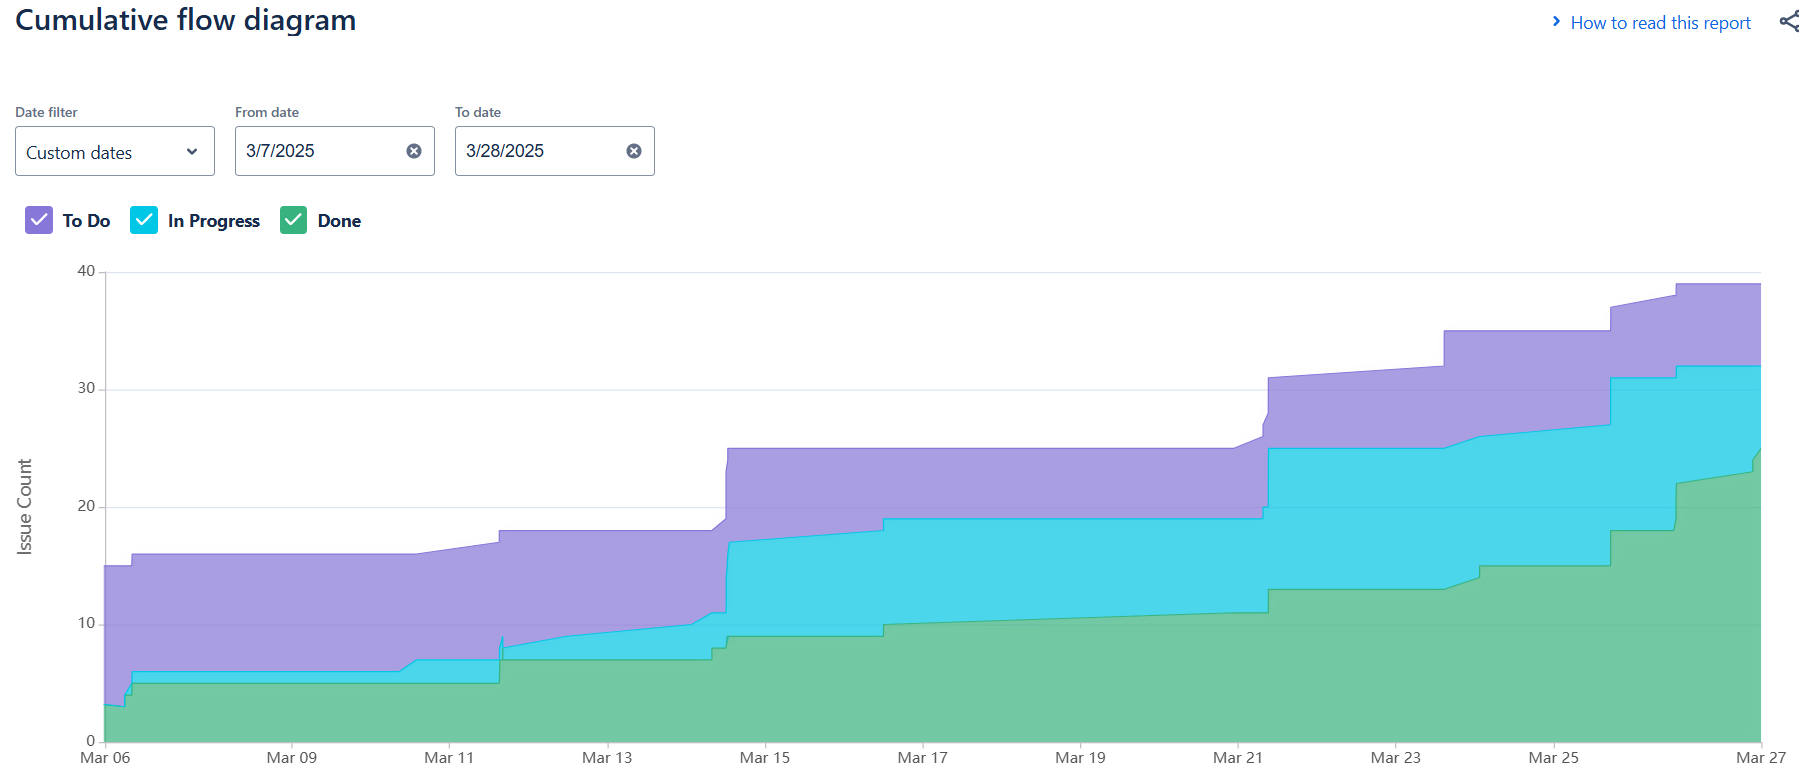 Cumulative flow diagram
How to read this report
Date filter
From date
To date
Custom dates
3/7/2025
3/28/2025
To Do
In Progress
Done
40
30
20
10
0
Issue Count
Mar 06
Mar 09
Mar 11
Mar 13
Mar 15
Mar 17
Mar 19
Mar 21
Mar 23
Mar 25
Mar 27